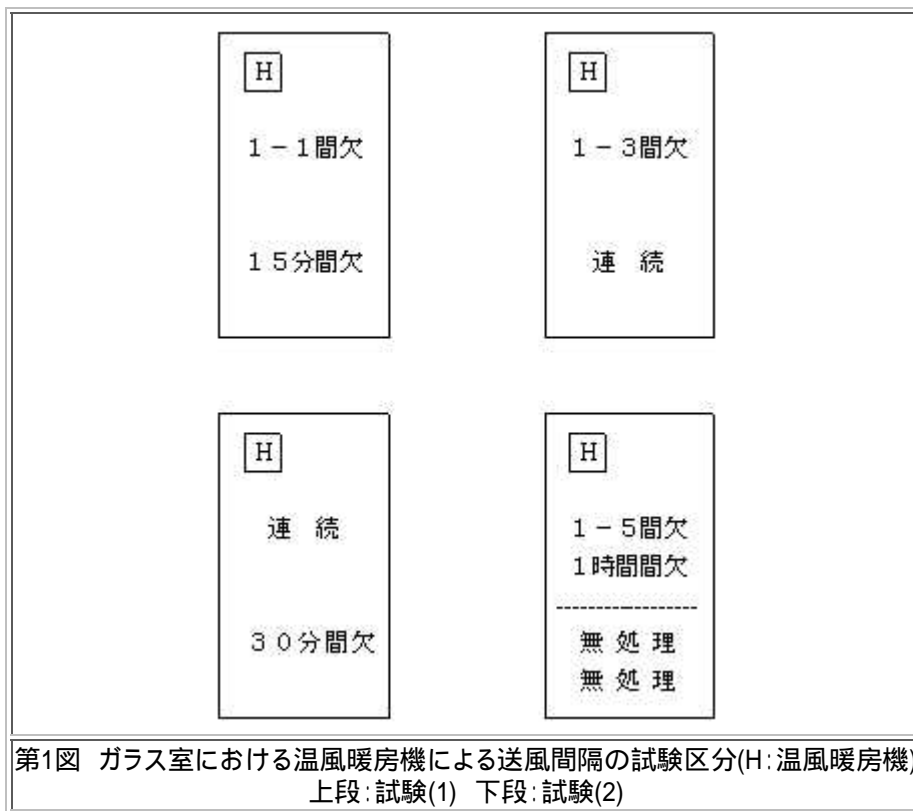 H
1-1間欠
15分間欠
H
1-3間欠
連 続
H
連 続
30分間欠
H
1-5間欠
1時間間欠
無 処 理
無 処 理
第1図 ガラス室における温風暖房機による送風間隔の試験区分(H:温風暖房機)
上段:試験(1) 下段:試験(2)